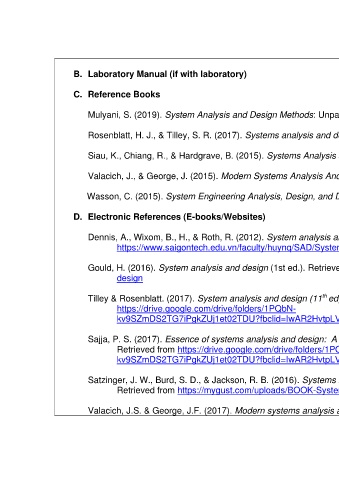 B. Laboratory Manual (if with laboratory)
C. Reference Books
Mulyani, S. (2019). System Analysis and Design Methods: Unpa
Rosenblatt, H. J., & Tilley, S. R. (2017). Systems analysis and d
Siau, K., Chiang, R., & Hardgrave, B. (2015). Systems Analysis
Valacich, J., & George, J. (2015). Modern Systems Analysis And
Wasson, C. (2015). System Engineering Analysis, Design, and D
D. Electronic References (E-books/Websites)
Dennis, A., Wixom, B., H., & Roth, R. (2012). System analysis a
https://www.saigontech.edu.vn/faculty/huynq/SAD/System
Gould, H. (2016). System analysis and design (1st ed.). Retrieve
design
Tilley & Rosenblatt. (2017). System analysis and design (11th ed
https://drive.google.com/drive/folders/1PQbN-
kv9SZmDS2TG7iPgkZUj1et02TDU?fbclid=IwAR2HvtpLV
Sajja, P. S. (2017). Essence of systems analysis and design: A
Retrieved from https://drive.google.com/drive/folders/1PQ
kv9SZmDS2TG7iPgkZUj1et02TDU?fbclid=IwAR2HvtpLV
Satzinger, J. W., Burd, S. D., & Jackson, R. B. (2016). Systems
Retrieved from https://mygust.com/uploads/BOOK-System
Valacich, J.S. & George, J.F. (2017). Modern systems analysis a